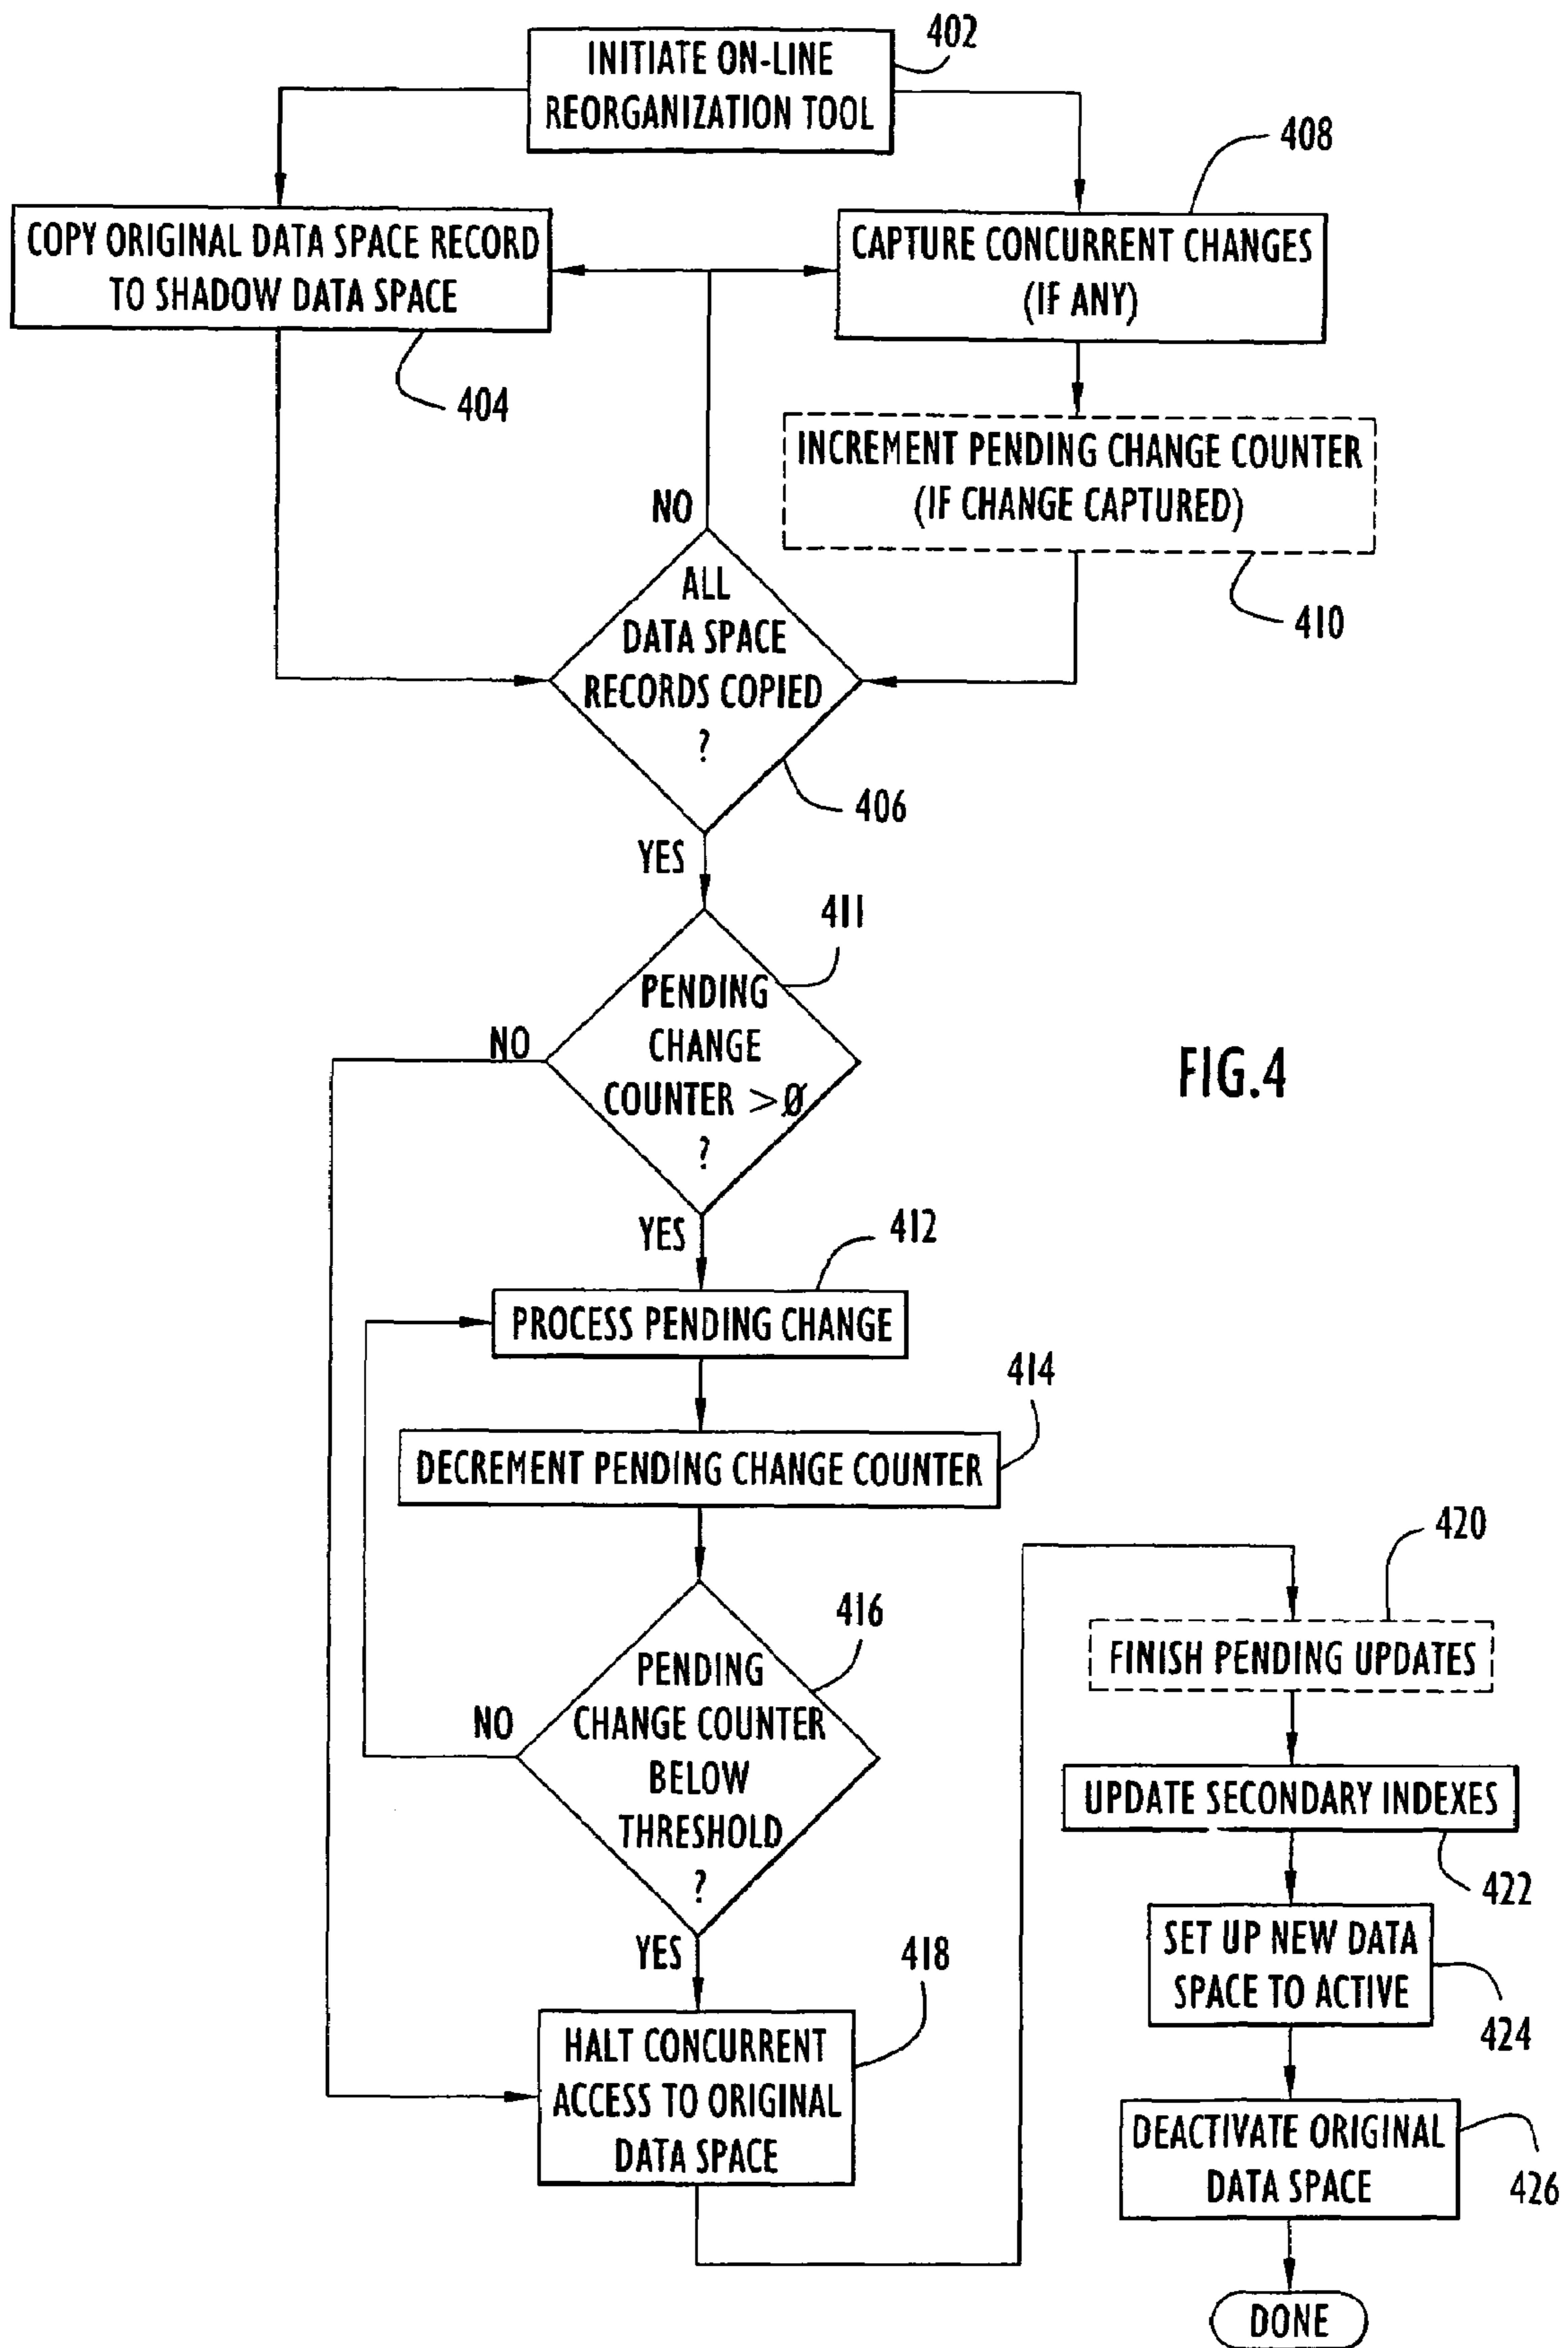 INITIATE ON-LINE
REORGANIZATION TOOL
402
408
COPY ORIGINAL DATA SPACE RECORD
TO SHADOW DATA SPACE
404
CAPTURE CONCURRENT CHANGES
(IF ANY)
INCREMENT PENDING CHANGE COUNTER
(IF CHANGE CAPTURED)
410
NO
ALL
DATA SPACE
RECORDS COPIED
?
406
YES
411
PENDING
CHANGE
COUNTER >Ø
?
NO
FIG.4
YES
412
PROCESS PENDING CHANGE
414
DECREMENT PENDING CHANGE COUNTER
416
PENDING
CHANGE COUNTER
BELOW
THRESHOLD
?
NO
YES
418
HALT CONCURRENT
ACCESS TO ORIGINAL
DATA SPACE
420
FINISH PENDING UPDATES
UPDATE SECONDARY INDEXES
422
SET UP NEW DATA
SPACE TO ACTIVE
424
DEACTIVATE ORIGINAL
DATA SPACE
426
DONE